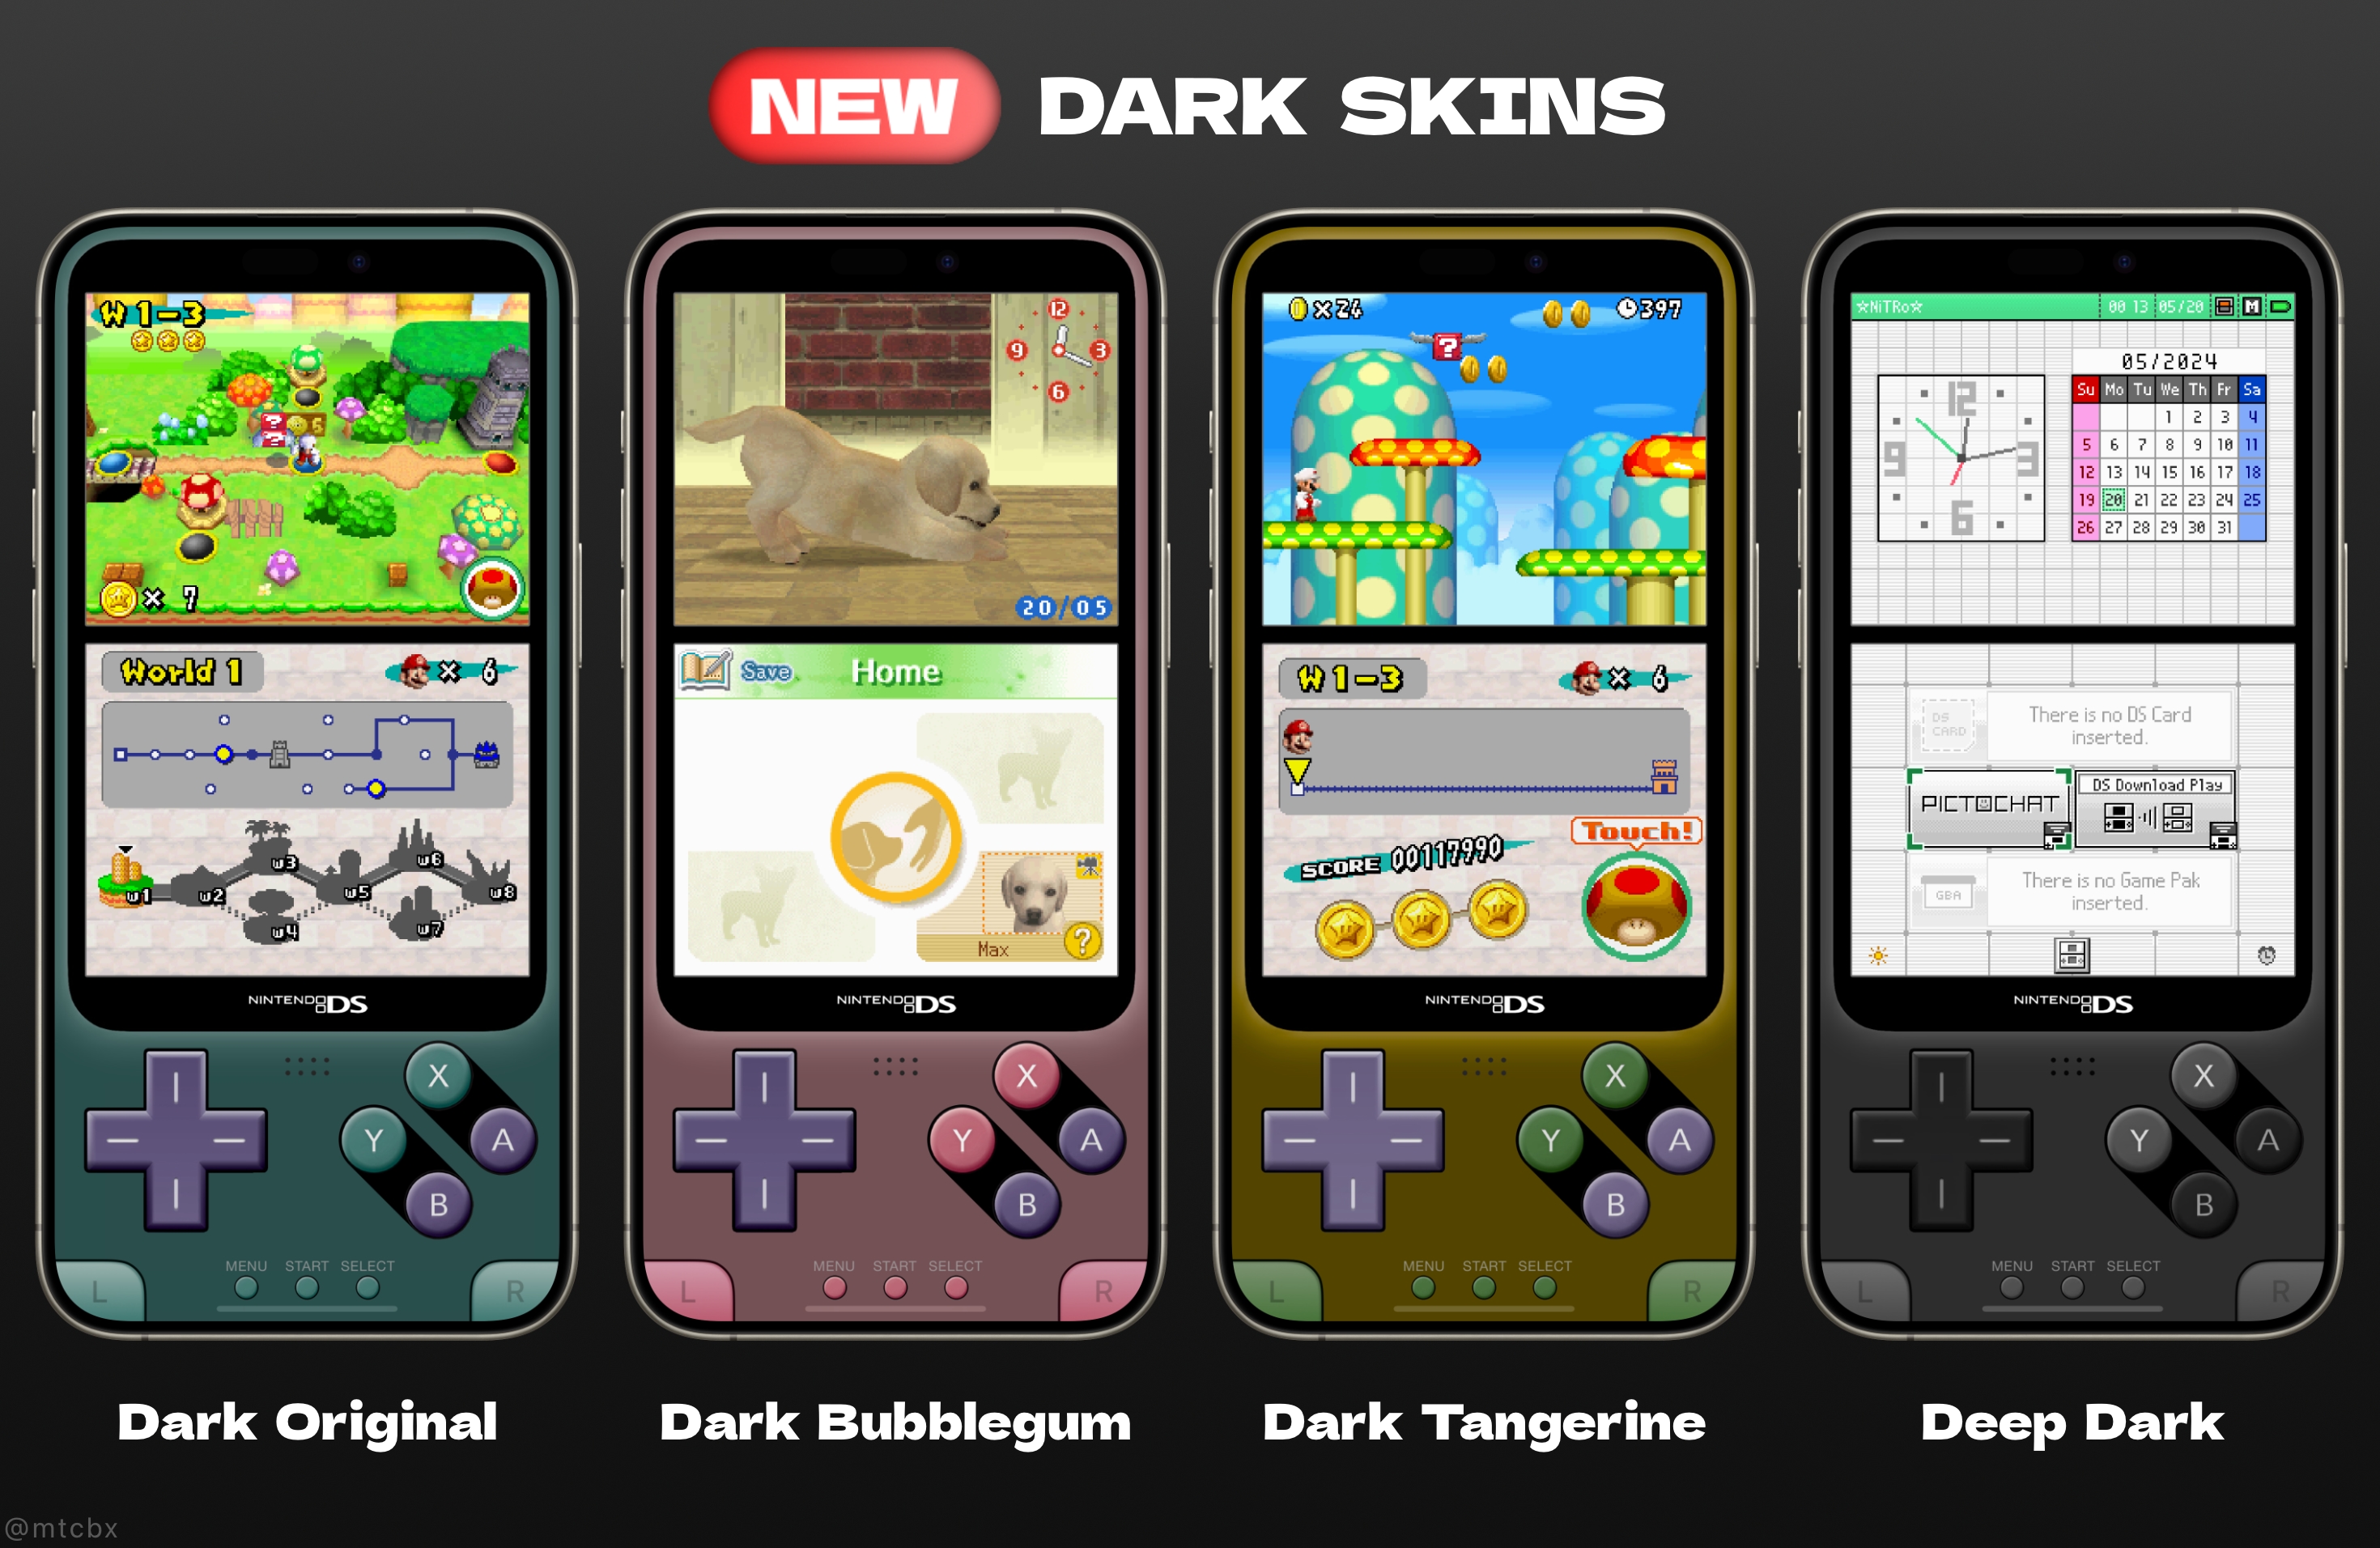 NEW DARK SKINS
W 1-3
× 7
World 1
× 6
w1
w2
w3
w4
w5
w6
w7
w8
NINTENDO DS
X
Y
A
B
MENU START SELECT
L
R
Dark Original
12
9
3
6
20/05
Save Home
Max
?
NINTENDO DS
X
Y
A
B
MENU START SELECT
L
R
Dark Bubblegum
×24
397
?
W 1-3
× 6
Touch!
SCORE 00117990
NINTENDO DS
X
Y
A
B
MENU START SELECT
L
R
Dark Tangerine
☆NiTRo☆ 00 13 05/20 M
05/2024
12
9
3
6
Su Mo Tu We Th Fr Sa
1 2 3 4
5 6 7 8 9 10 11
12 13 14 15 16 17 18
19 20 21 22 23 24 25
26 27 28 29 30 31
DS
CARD
There is no DS Card
inserted.
PICTOCHAT
DS Download Play
GBA
There is no Game Pak
inserted.
NINTENDO DS
X
Y
A
B
MENU START SELECT
L
R
Deep Dark
@mtcbx